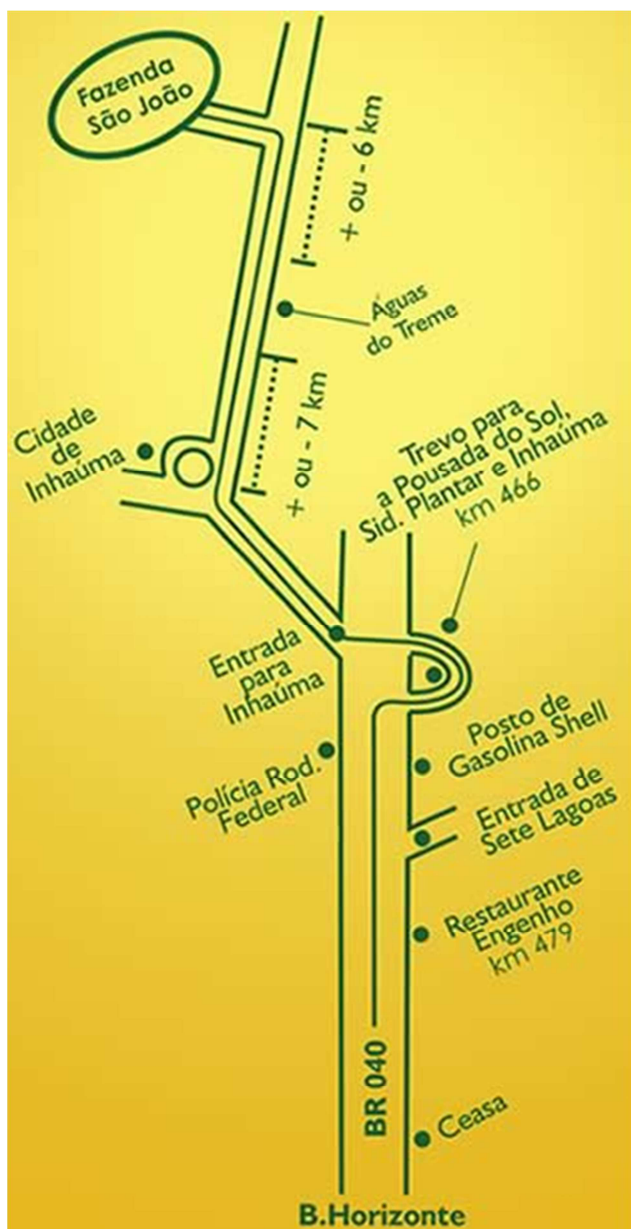 Fazenda
São João
+ ou - 6 km
Águas
do Treme
+ ou - 7 km
Cidade
de
Inhaúma
Trevo para
a Pousada do Sol,
Sid. Plantar e Inhaúma
km 466
Entrada
para
Inhaúma
Posto de
Gasolina Shell
Polícia Rod.
Federal
Entrada de
Sete Lagoas
Restaurante
Engenho
km 479
BR 040
Ceasa
B.Horizonte